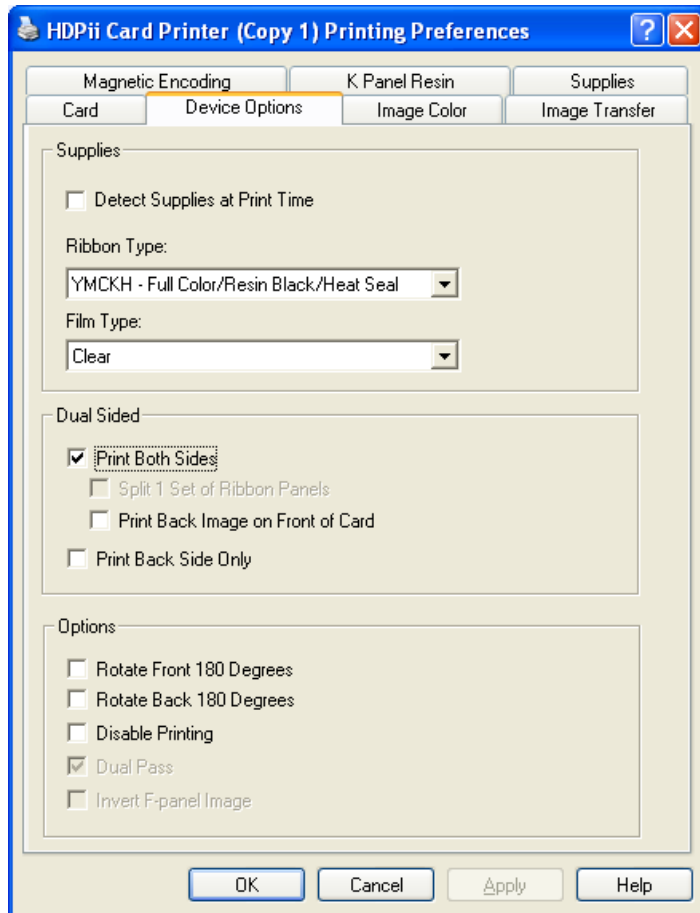 HDPii Card Printer (Copy 1) Printing Preferences
Magnetic Encoding K Panel Resin Supplies
Card Device Options Image Color Image Transfer
Supplies
Detect Supplies at Print Time
Ribbon Type:
YMCKH - Full Color/Resin Black/Heat Seal
Film Type:
Clear
Dual Sided
Print Both Sides
Split 1 Set of Ribbon Panels
Print Back Image on Front of Card
Print Back Side Only
Options
Rotate Front 180 Degrees
Rotate Back 180 Degrees
Disable Printing
Dual Pass
Invert F-panel Image
OK Cancel Apply Help